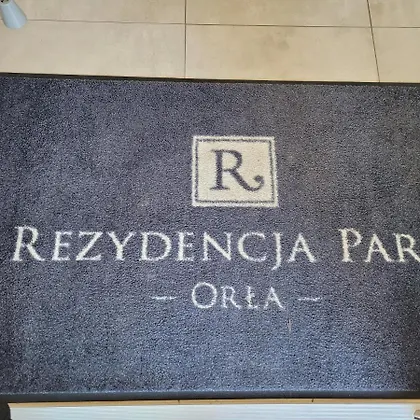 R
REZYDENCJA PAR
– ORŁA –